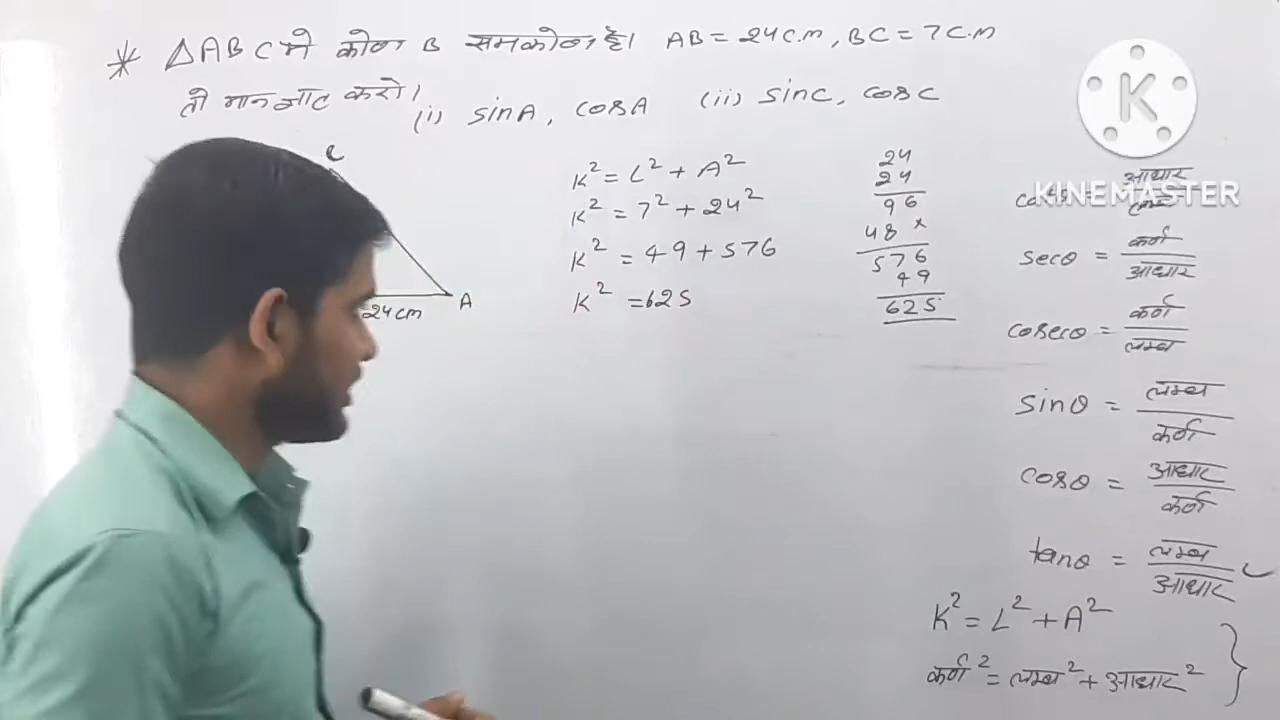 * △ABC मे कोण B समकोण है। AB = 24C.m, BC = 7C.m
तो मान ज्ञात करो। (i) sinA, cosA (ii) sinC, cosC
C
A
24cm
K² = L² + A²
K² = 7² + 24²
K² = 49 + 576
K² = 625
24
24
96
48 x
576
49
625
K
KINEMASTER
आधार
secθ = कर्ण / आधार
cosecθ = कर्ण / लम्ब
sinθ = लम्ब / कर्ण
cosθ = आधार / कर्ण
tanθ = लम्ब / आधार
K² = L² + A²
कर्ण² = लम्ब² + आधार²